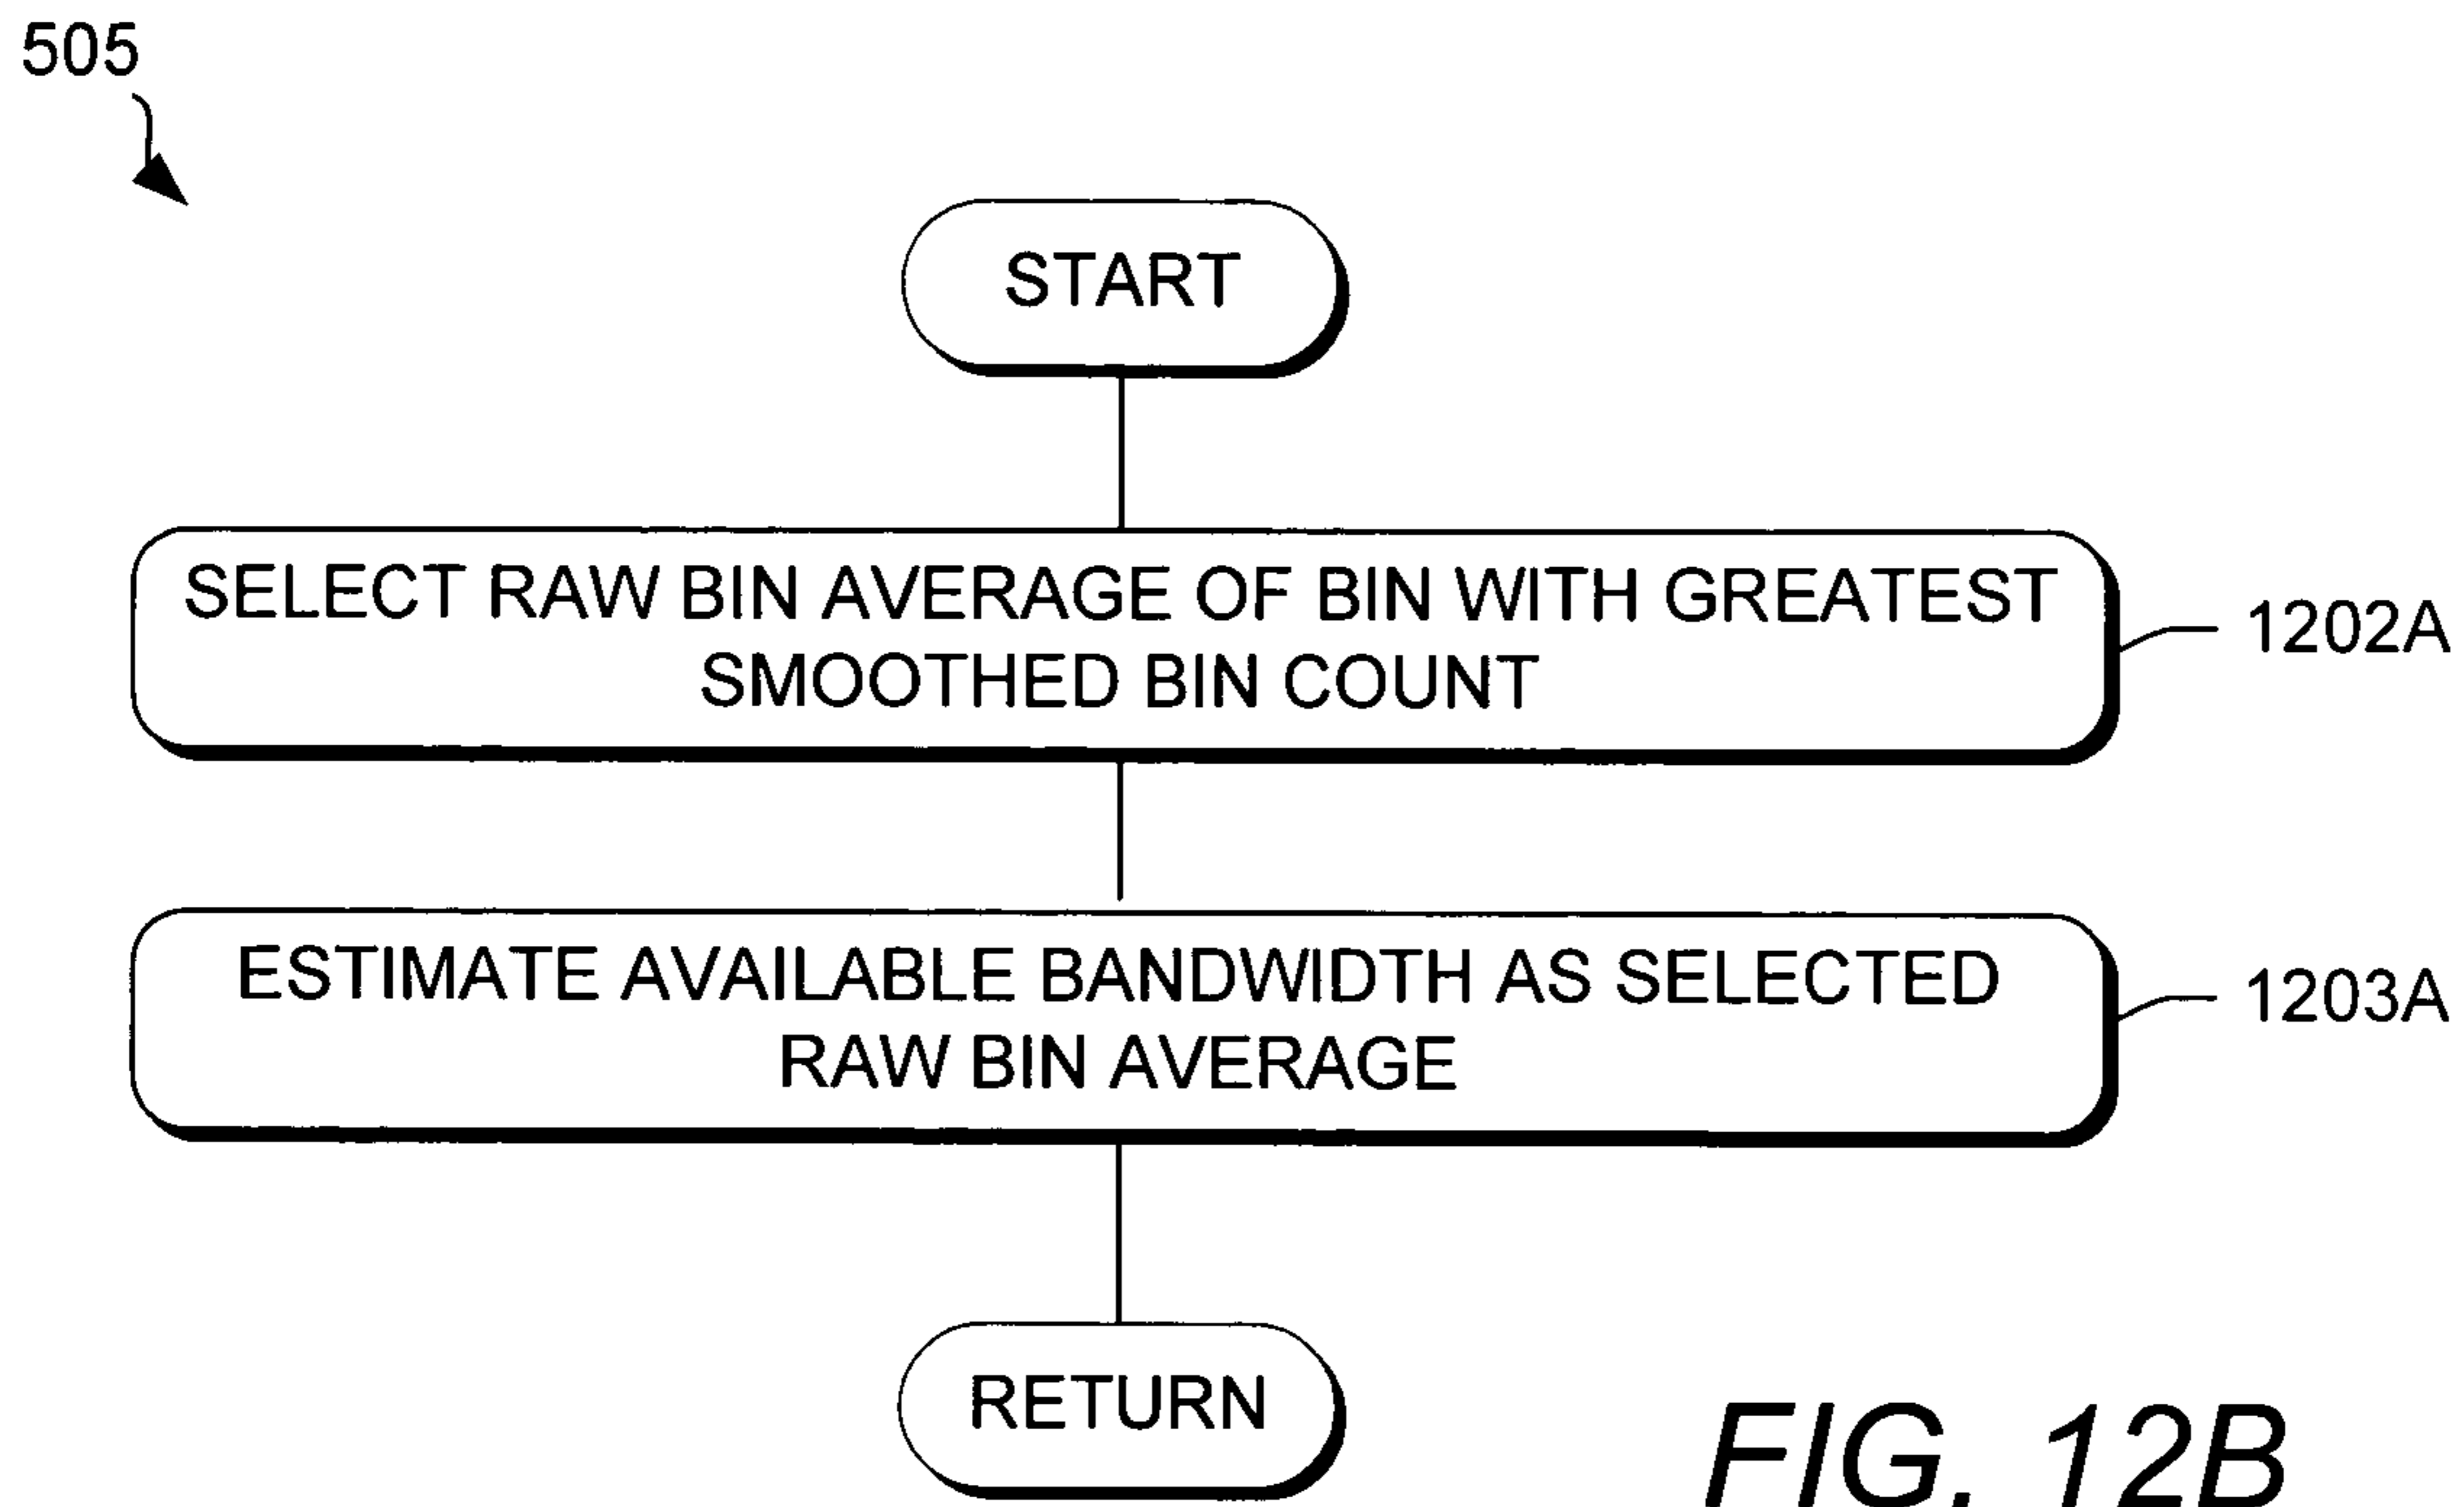 505
START
SELECT RAW BIN AVERAGE OF BIN WITH GREATEST
SMOOTHED BIN COUNT
1202A
ESTIMATE AVAILABLE BANDWIDTH AS SELECTED
RAW BIN AVERAGE
1203A
RETURN
FIG. 12B